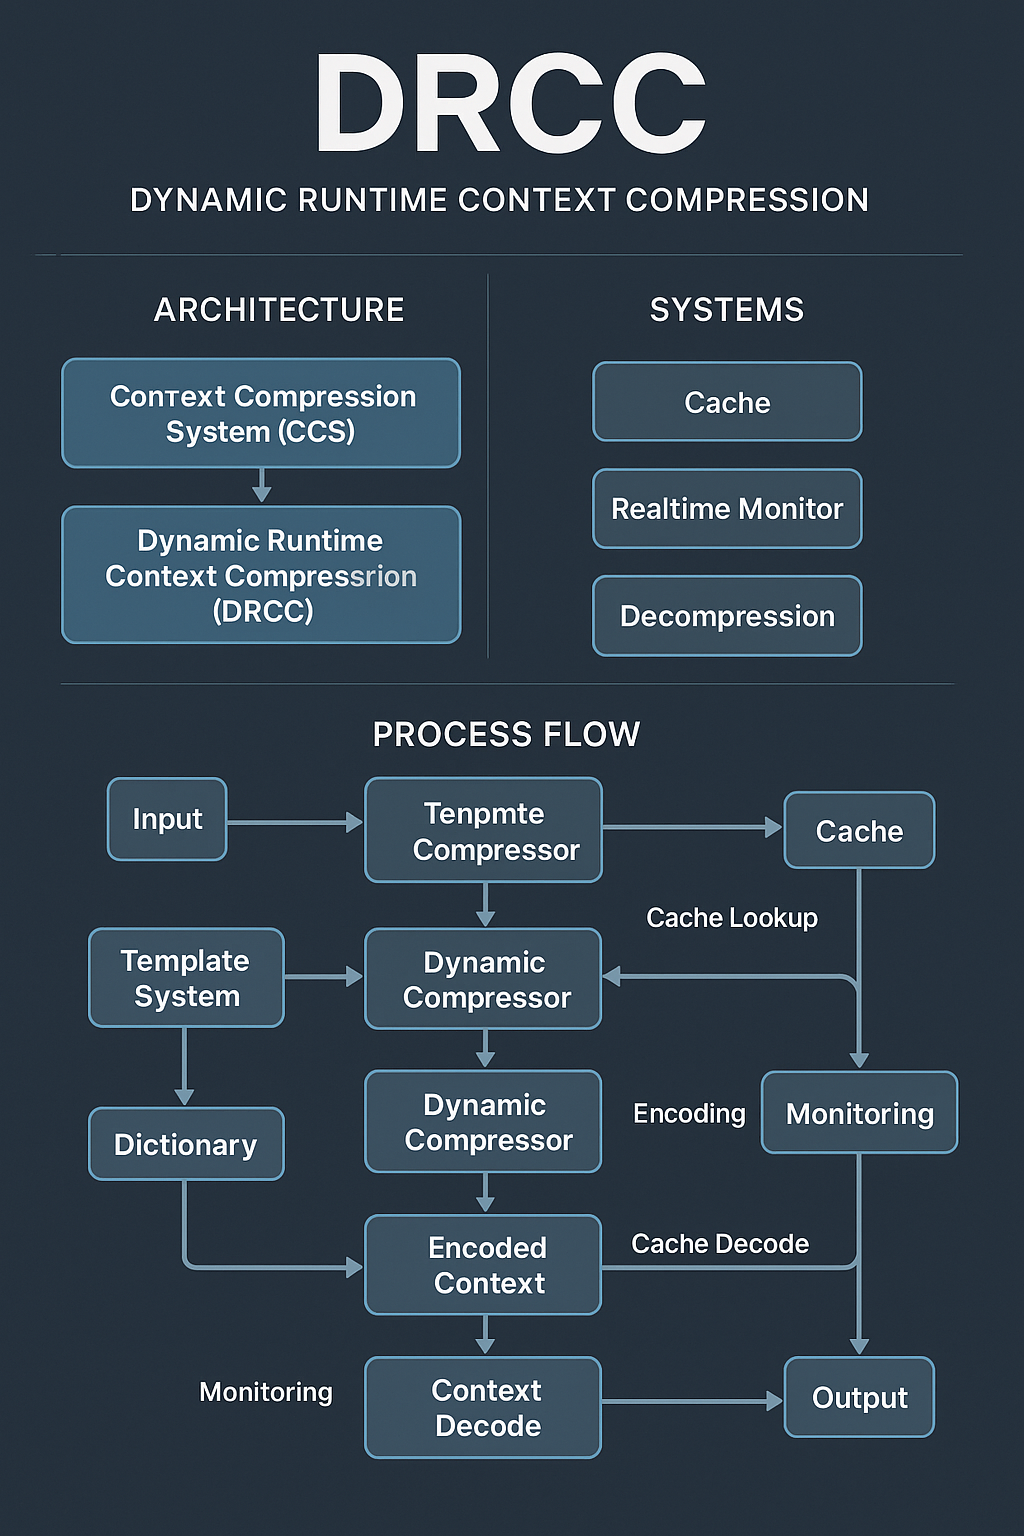 DRCC
DYNAMIC RUNTIME CONTEXT COMPRESSION
ARCHITECTURE
Conтext Compression
System (CCS)
Dynamic Runtime
Context Compressrion
(DRCC)
SYSTEMS
Cache
Realtime Monitor
Decompression
PROCESS FLOW
Input
Tenpmte
Compressor
Cache
Cache Lookup
Template
System
Dynamic
Compressor
Dictionary
Dynamic
Compressor
Encoding
Monitoring
Encoded
Context
Cache Decode
Monitoring
Context
Decode
Output